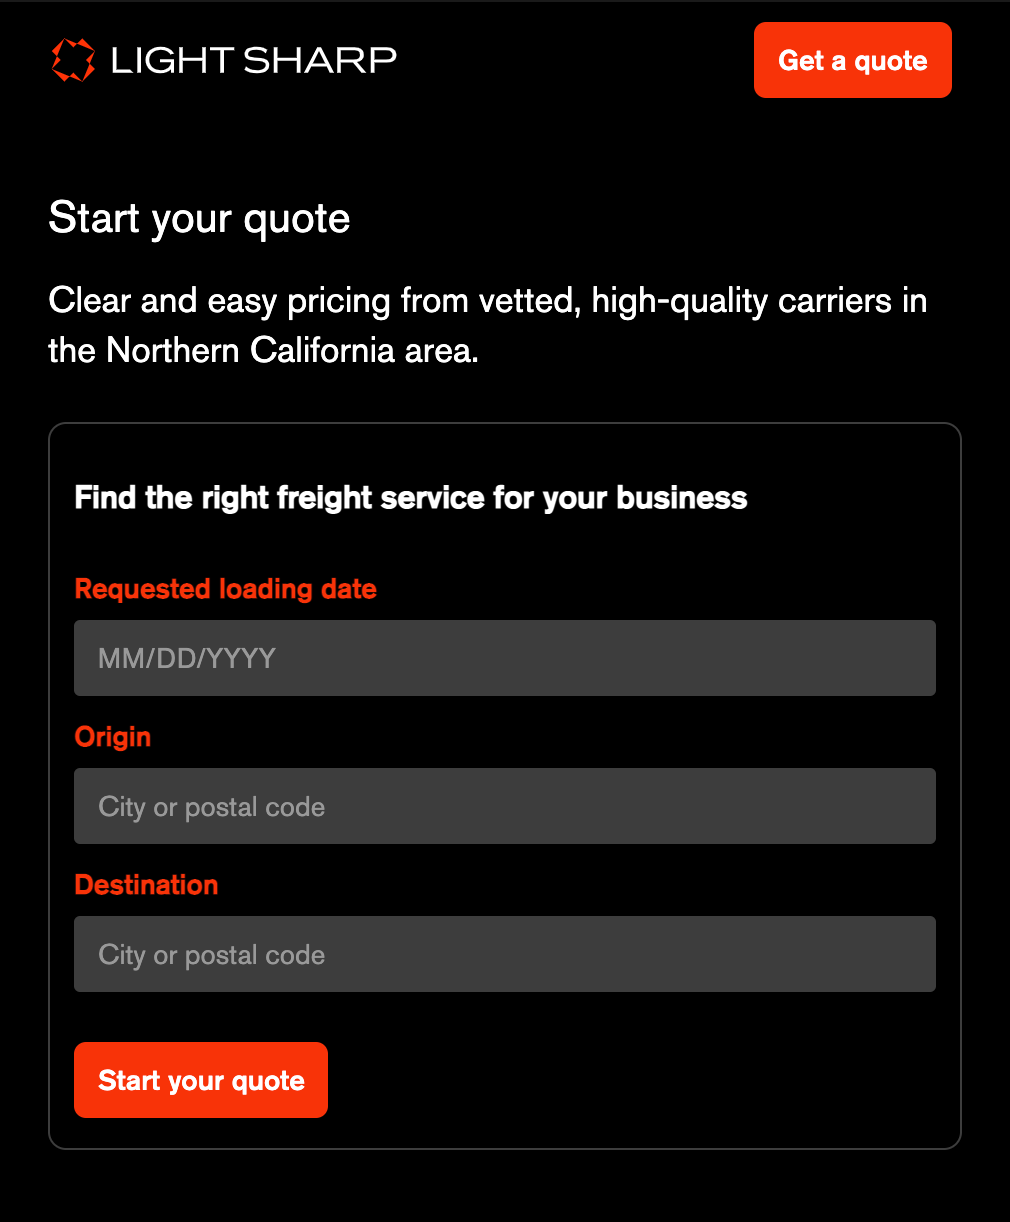 LIGHT SHARP
Get a quote
Start your quote
Clear and easy pricing from vetted, high-quality carriers in
the Northern California area.
Find the right freight service for your business
Requested loading date
MM/DD/YYYY
Origin
City or postal code
Destination
City or postal code
Start your quote